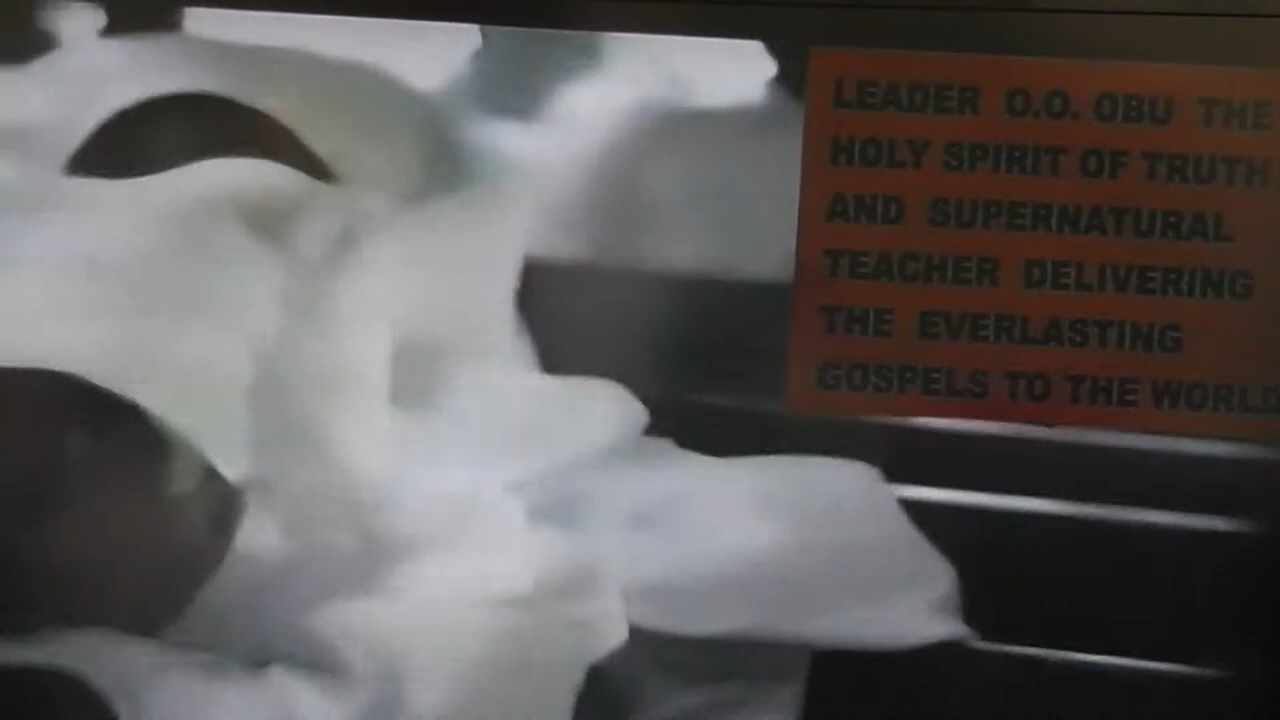 LEADER O.O. OBU THE
HOLY SPIRIT OF TRUTH
AND SUPERNATURAL
TEACHER DELIVERING
THE EVERLASTING
GOSPELS TO THE WORLD